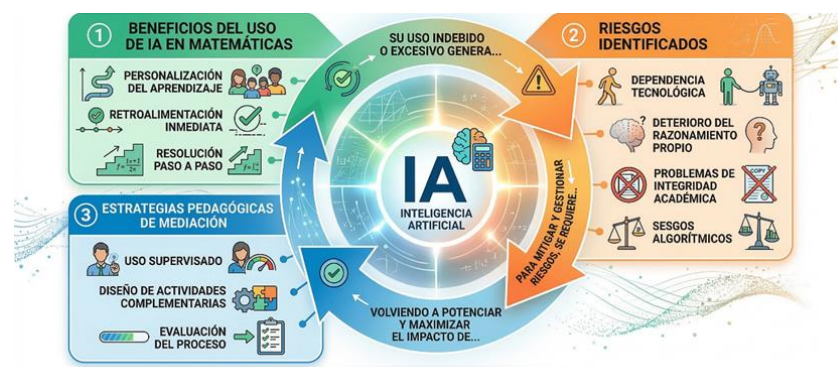 1
BENEFICIOS DEL USO
DE IA EN MATEMÁTICAS
PERSONALIZACIÓN
DEL APRENDIZAJE
RETROALIMENTACIÓN
INMEDIATA
RESOLUCIÓN
PASO A PASO
SU USO INDEBIDO
O EXCESIVO GENERA...
2
RIESGOS
IDENTIFICADOS
DEPENDENCIA
TECNOLÓGICA
DETERIORO DEL
RAZONAMIENTO
PROPIO
PROBLEMAS DE
INTEGRIDAD
ACADÉMICA
COPY
SESGOS
ALGORÍTMICOS
PARA MITIGAR Y GESTIONAR
RIESGOS, SE REQUIERE...
3
ESTRATEGIAS PEDAGÓGICAS
DE MEDIACIÓN
USO SUPERVISADO
DISEÑO DE ACTIVIDADES
COMPLEMENTARIAS
EVALUACIÓN
DEL PROCESO
VOLVIENDO A POTENCIAR
Y MAXIMIZAR
EL IMPACTO DE...
IA
INTELIGENCIA
ARTIFICIAL